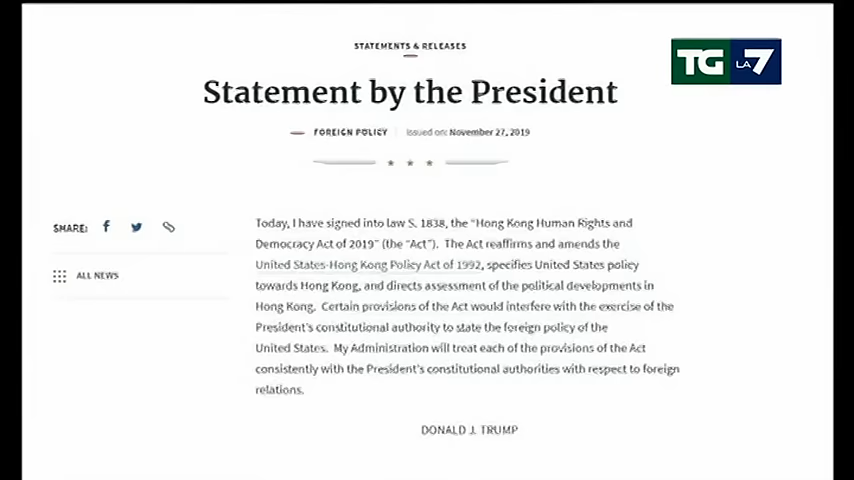 STATEMENTS & RELEASES
TG LA 7
Statement by the President
FOREIGN POLICY Issued on: November 27, 2019
SHARE:
ALL NEWS
Today, I have signed into law S. 1838, the “Hong Kong Human Rights and
Democracy Act of 2019” (the “Act”). The Act reaffirms and amends the
United States-Hong Kong Policy Act of 1992, specifies United States policy
towards Hong Kong, and directs assessment of the political developments in
Hong Kong. Certain provisions of the Act would interfere with the exercise of the
President’s constitutional authority to state the foreign policy of the
United States. My Administration will treat each of the provisions of the Act
consistently with the President’s constitutional authorities with respect to foreign
relations.
DONALD J. TRUMP